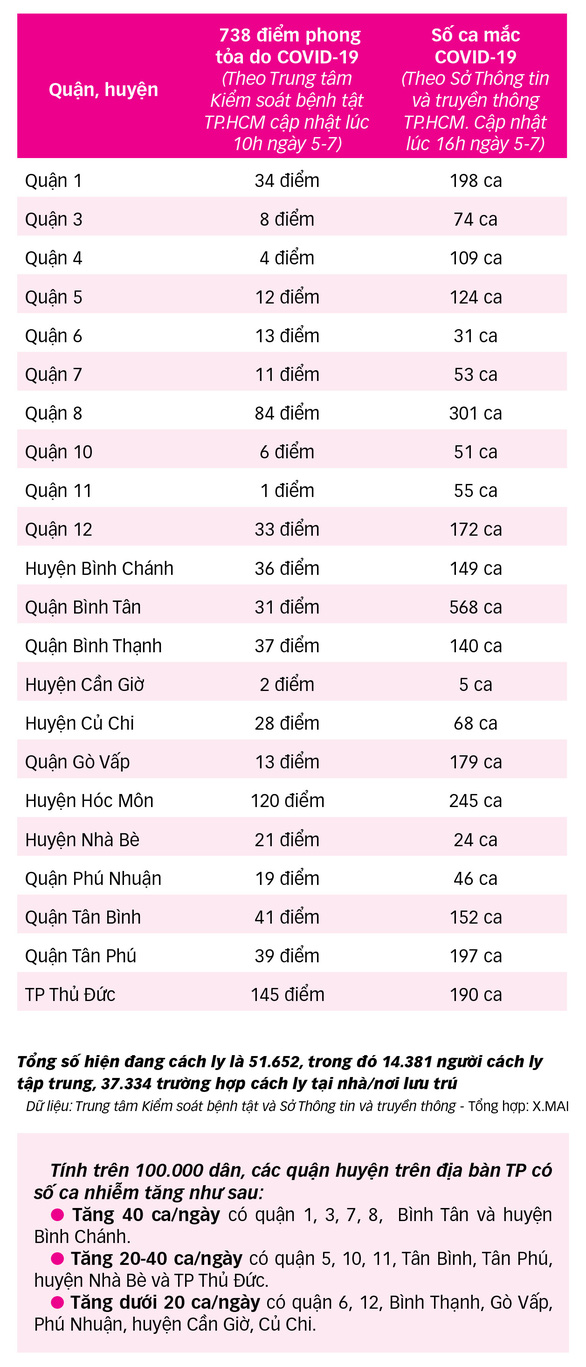 Quận, huyện
738 điểm phong
tỏa do COVID-19
(Theo Trung tâm
Kiểm soát bệnh tật
TP.HCM cập nhật lúc
10h ngày 5-7)
Số ca mắc
COVID-19
(Theo Sở Thông tin
và truyền thông
TP.HCM. Cập nhật
lúc 16h ngày 5-7)
Quận 1 34 điểm 198 ca
Quận 3 8 điểm 74 ca
Quận 4 4 điểm 109 ca
Quận 5 12 điểm 124 ca
Quận 6 13 điểm 31 ca
Quận 7 11 điểm 53 ca
Quận 8 84 điểm 301 ca
Quận 10 6 điểm 51 ca
Quận 11 1 điểm 55 ca
Quận 12 33 điểm 172 ca
Huyện Bình Chánh 36 điểm 149 ca
Quận Bình Tân 31 điểm 568 ca
Quận Bình Thạnh 37 điểm 140 ca
Huyện Cần Giờ 2 điểm 5 ca
Huyện Củ Chi 28 điểm 68 ca
Quận Gò Vấp 13 điểm 179 ca
Huyện Hóc Môn 120 điểm 245 ca
Huyện Nhà Bè 21 điểm 24 ca
Quận Phú Nhuận 19 điểm 46 ca
Quận Tân Bình 41 điểm 152 ca
Quận Tân Phú 39 điểm 197 ca
TP Thủ Đức 145 điểm 190 ca
Tổng số hiện đang cách ly là 51.652, trong đó 14.381 người cách ly
tập trung, 37.334 trường hợp cách ly tại nhà/nơi lưu trú
Dữ liệu: Trung tâm Kiểm soát bệnh tật và Sở Thông tin và truyền thông - Tổng hợp: X.MAI
Tính trên 100.000 dân, các quận huyện trên địa bàn TP có
số ca nhiễm tăng như sau:
● Tăng 40 ca/ngày có quận 1, 3, 7, 8, Bình Tân và huyện
Bình Chánh.
● Tăng 20-40 ca/ngày có quận 5, 10, 11, Tân Bình, Tân Phú,
huyện Nhà Bè và TP Thủ Đức.
● Tăng dưới 20 ca/ngày có quận 6, 12, Bình Thạnh, Gò Vấp,
Phú Nhuận, huyện Cần Giờ, Củ Chi.